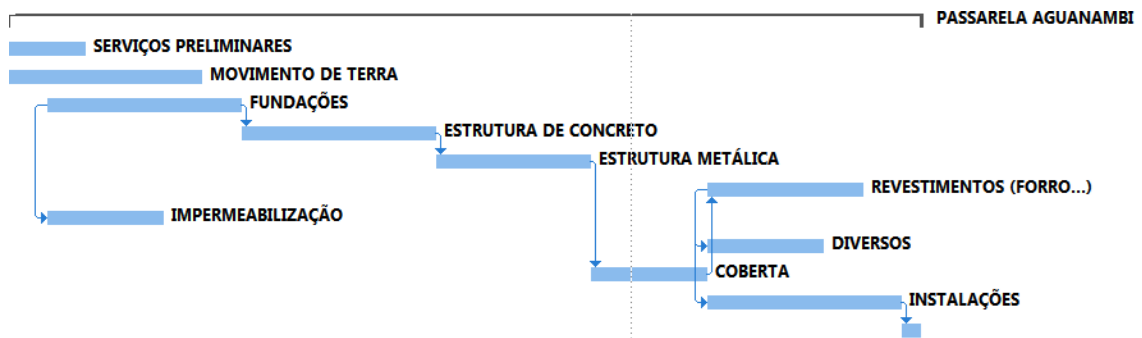 PASSARELA AGUANAMBI
SERVIÇOS PRELIMINARES
MOVIMENTO DE TERRA
FUNDAÇÕES
ESTRUTURA DE CONCRETO
ESTRUTURA METÁLICA
REVESTIMENTOS (FORRO...)
IMPERMEABILIZAÇÃO
DIVERSOS
COBERTA
INSTALAÇÕES